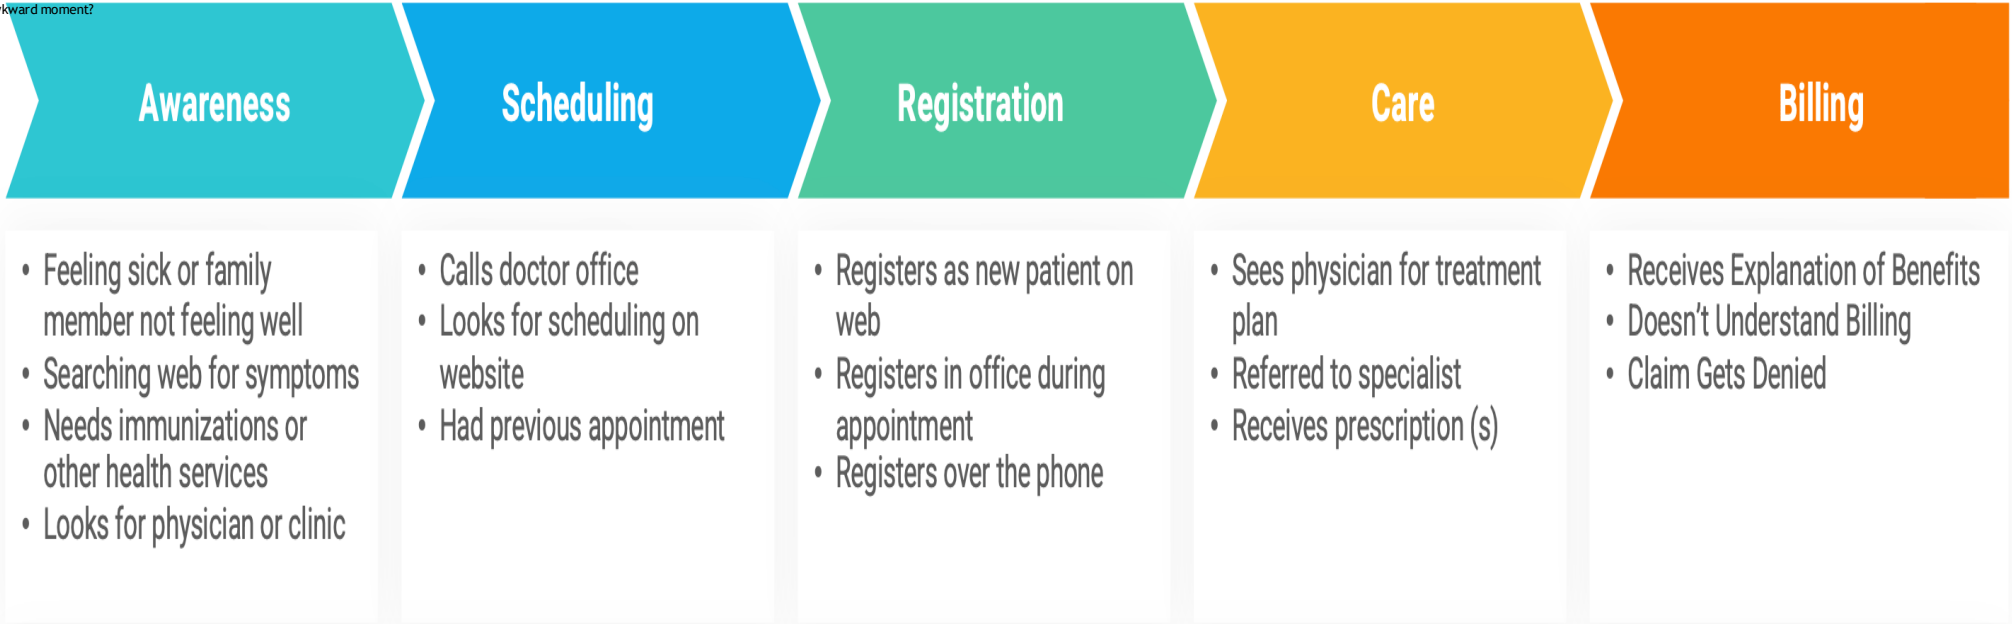 moment?
Awareness
Scheduling
Registration
Care
Billing
• Feeling sick or family
member not feeling well
• Searching web for symptoms
• Needs immunizations or
other health services
• Looks for physician or clinic
• Calls doctor office
• Looks for scheduling on
website
• Had previous appointment
• Registers as new patient on
web
• Registers in office during
appointment
• Registers over the phone
• Sees physician for treatment
plan
• Referred to specialist
• Receives prescription (s)
• Receives Explanation of Benefits
• Doesn't Understand Billing
• Claim Gets Denied